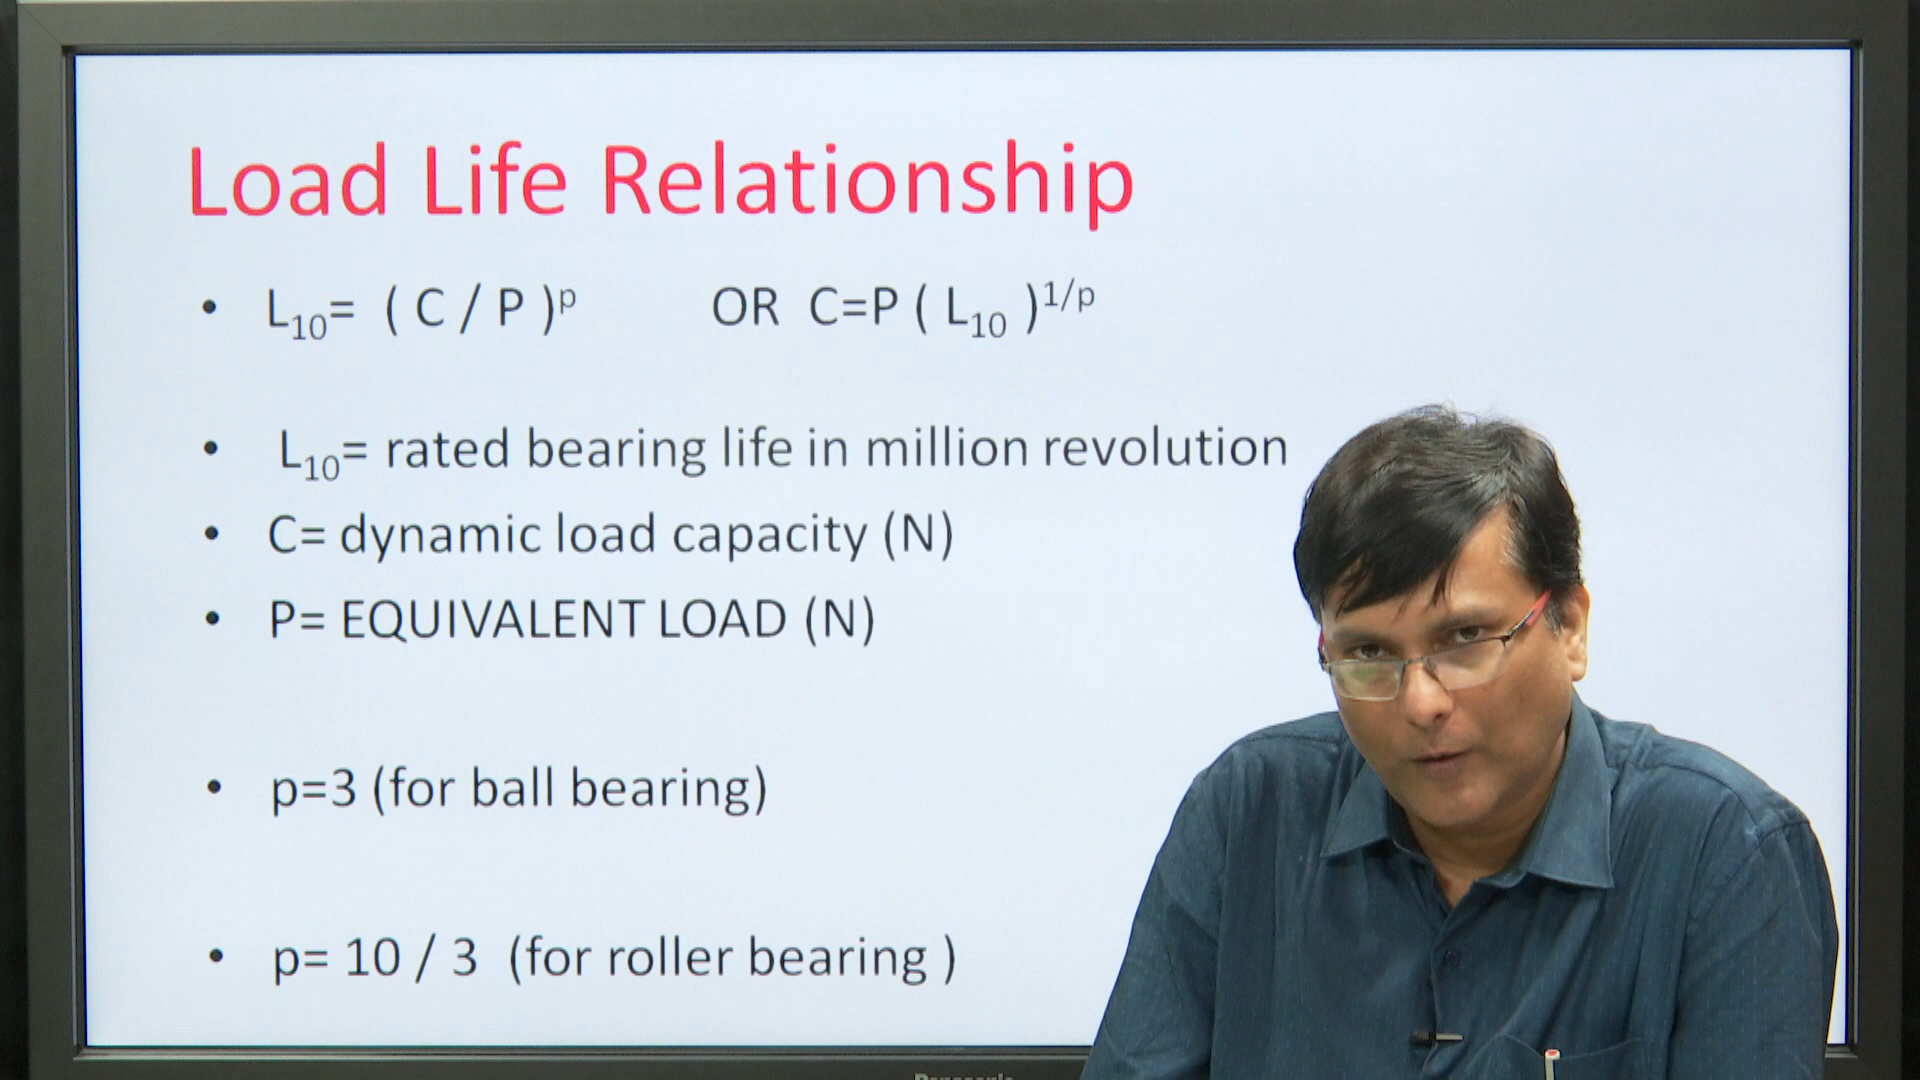 Load Life Relationship
• L₁₀= ( C / P )ᵖ OR C=P ( L₁₀ )¹/ᵖ
• L₁₀= rated bearing life in million revolution
• C= dynamic load capacity (N)
• P= EQUIVALENT LOAD (N)
• p=3 (for ball bearing)
• p= 10 / 3 (for roller bearing )